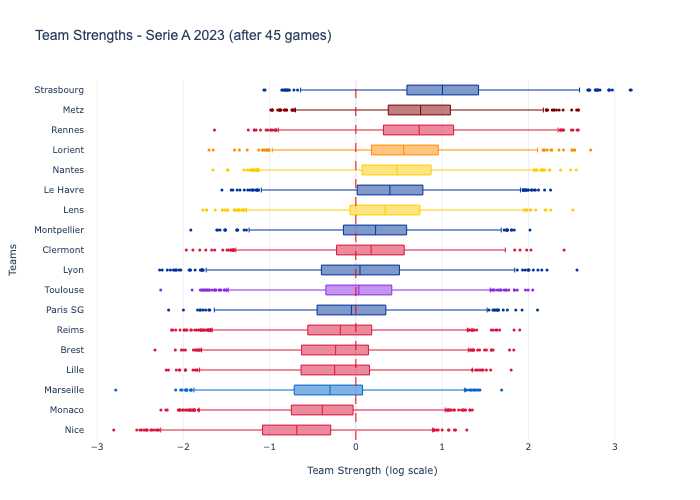 Team Strengths - Serie A 2023 (after 45 games)
Strasbourg
Metz
Rennes
Lorient
Nantes
Le Havre
Lens
Montpellier
Clermont
Lyon
Toulouse
Paris SG
Reims
Brest
Lille
Marseille
Monaco
Nice
Teams
−3 −2 −1 0 1 2 3
Team Strength (log scale)